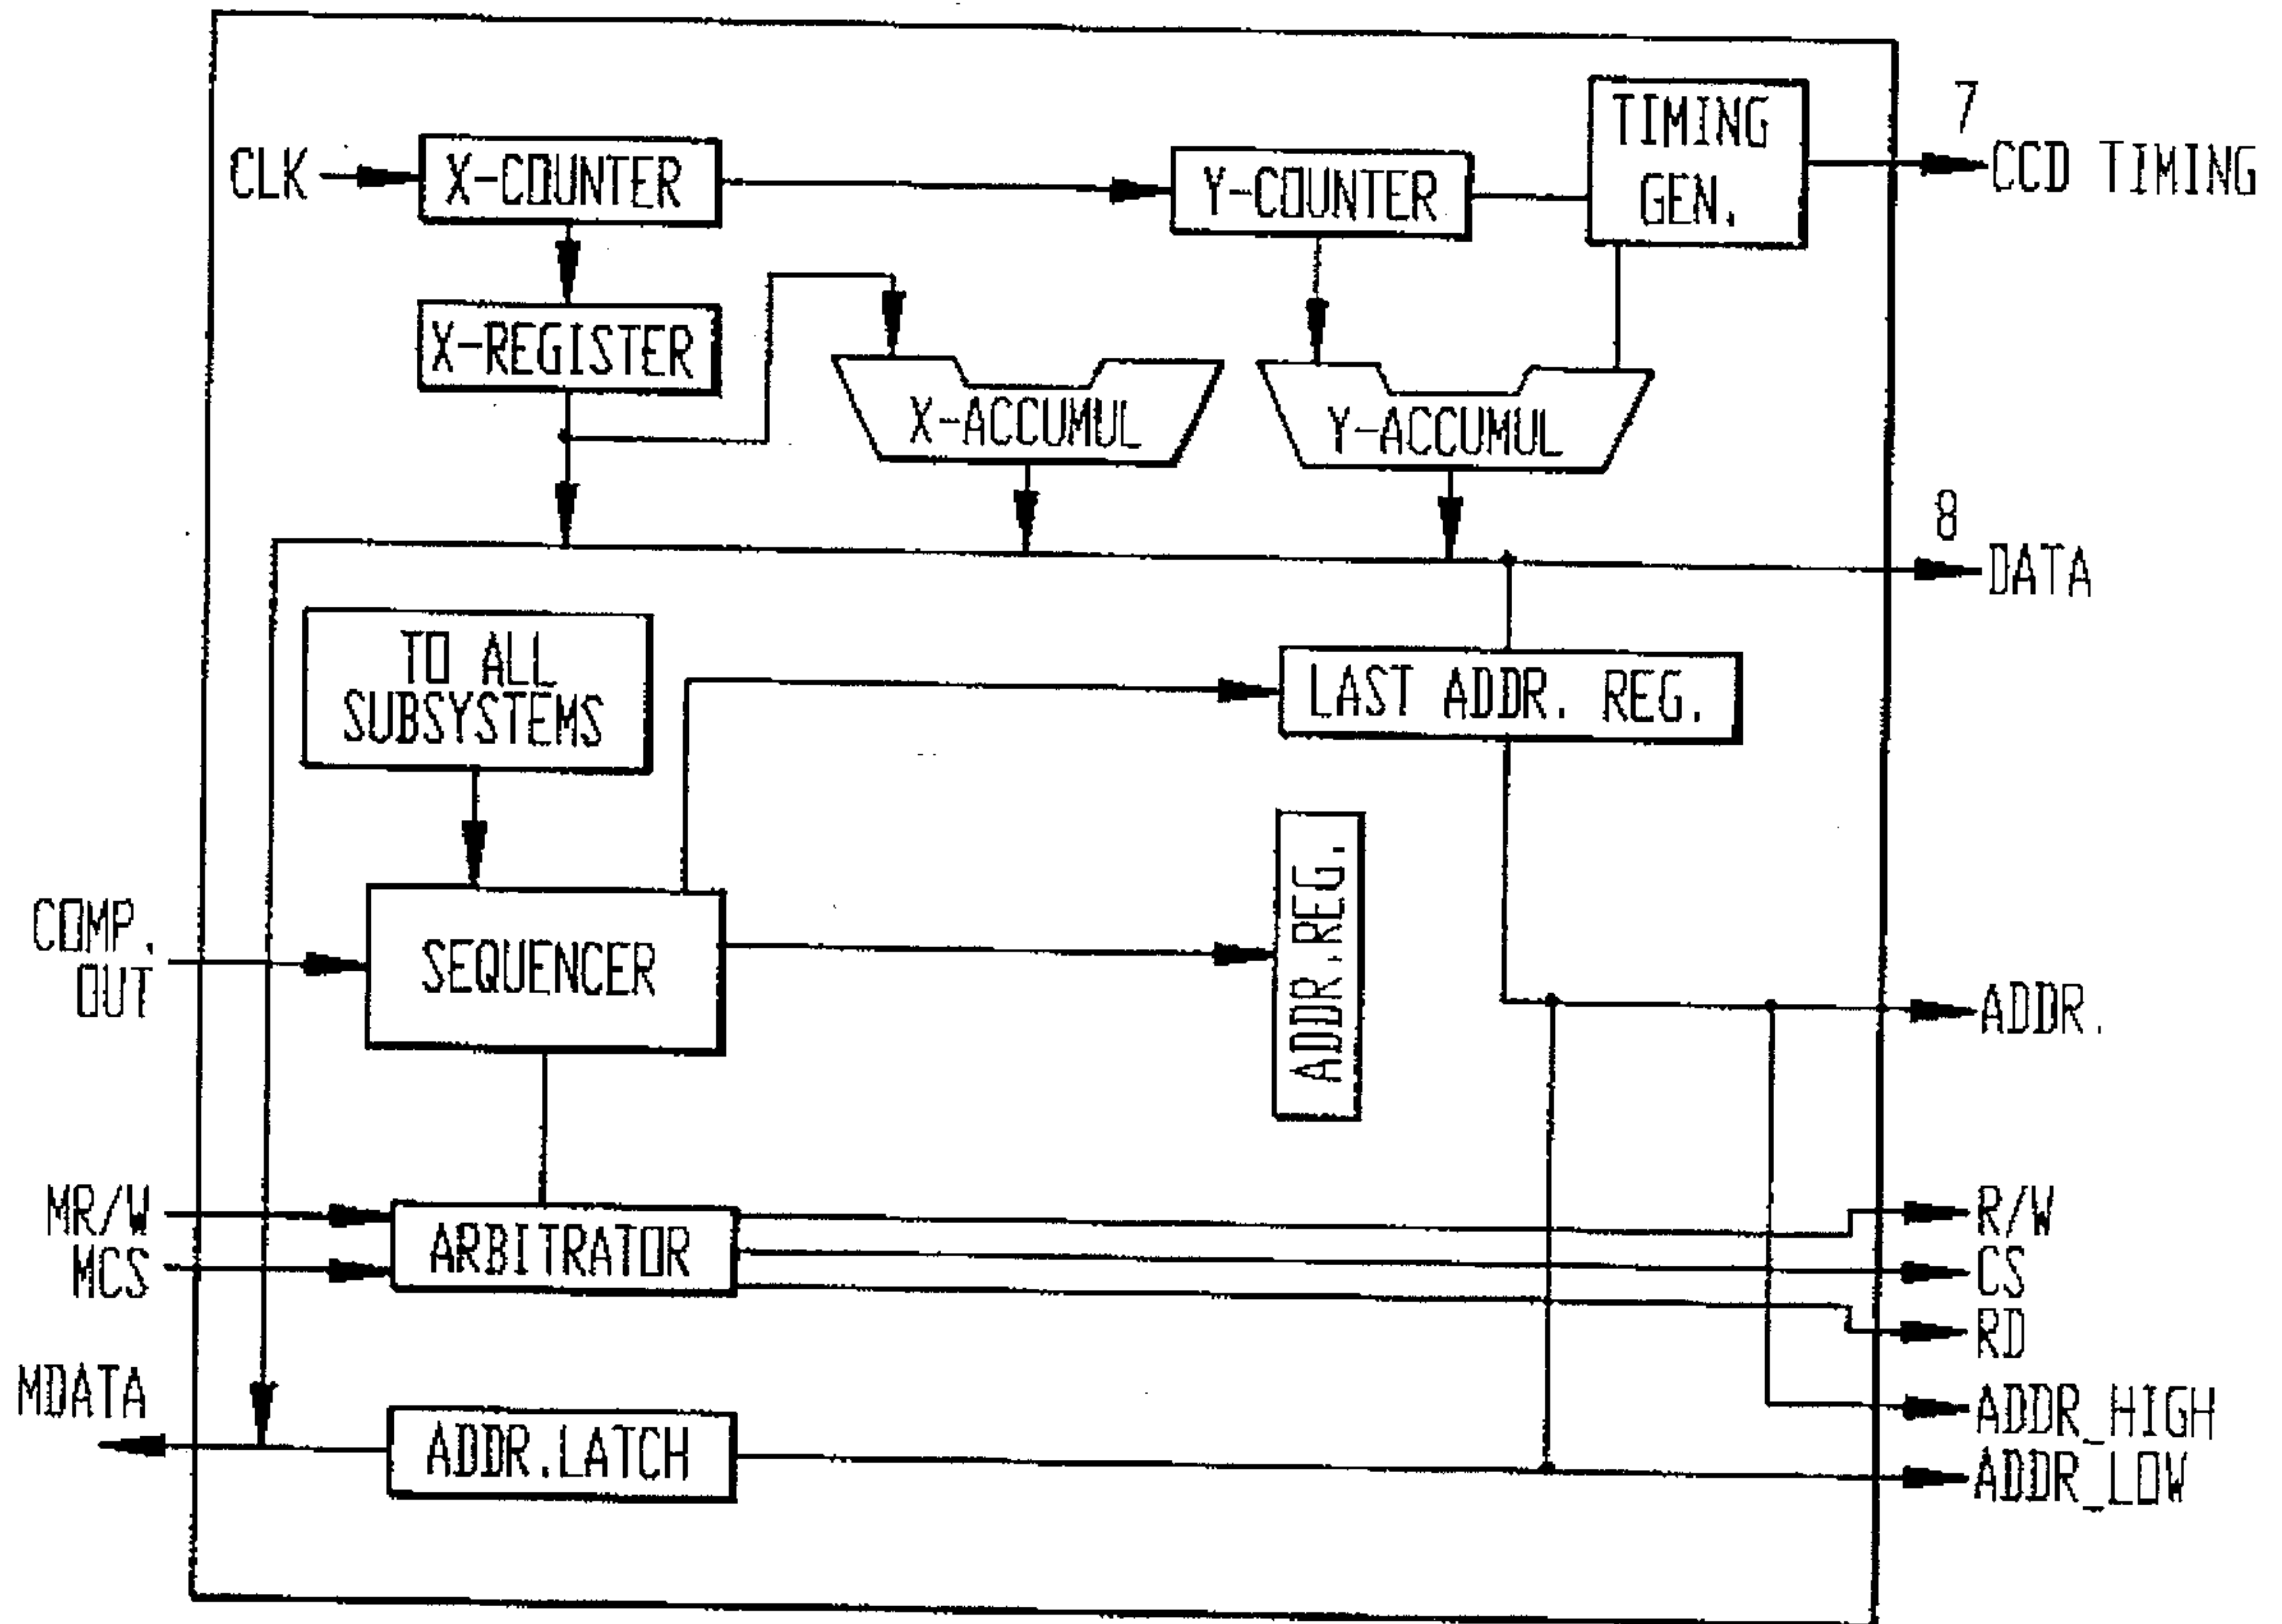 7
CLK
X-COUNTER
Y-COUNTER
TIMING
GEN.
CCD TIMING
X-REGISTER
X-ACCUMUL
Y-ACCUMUL
8
DATA
TO ALL
SUBSYSTEMS
LAST ADDR. REG.
COMP.
OUT
SEQUENCER
ADDR.REG.
ADDR.
MR/W
MCS
ARBITRATOR
R/W
CS
RD
MDATA
ADDR.LATCH
ADDR_HIGH
ADDR_LOW